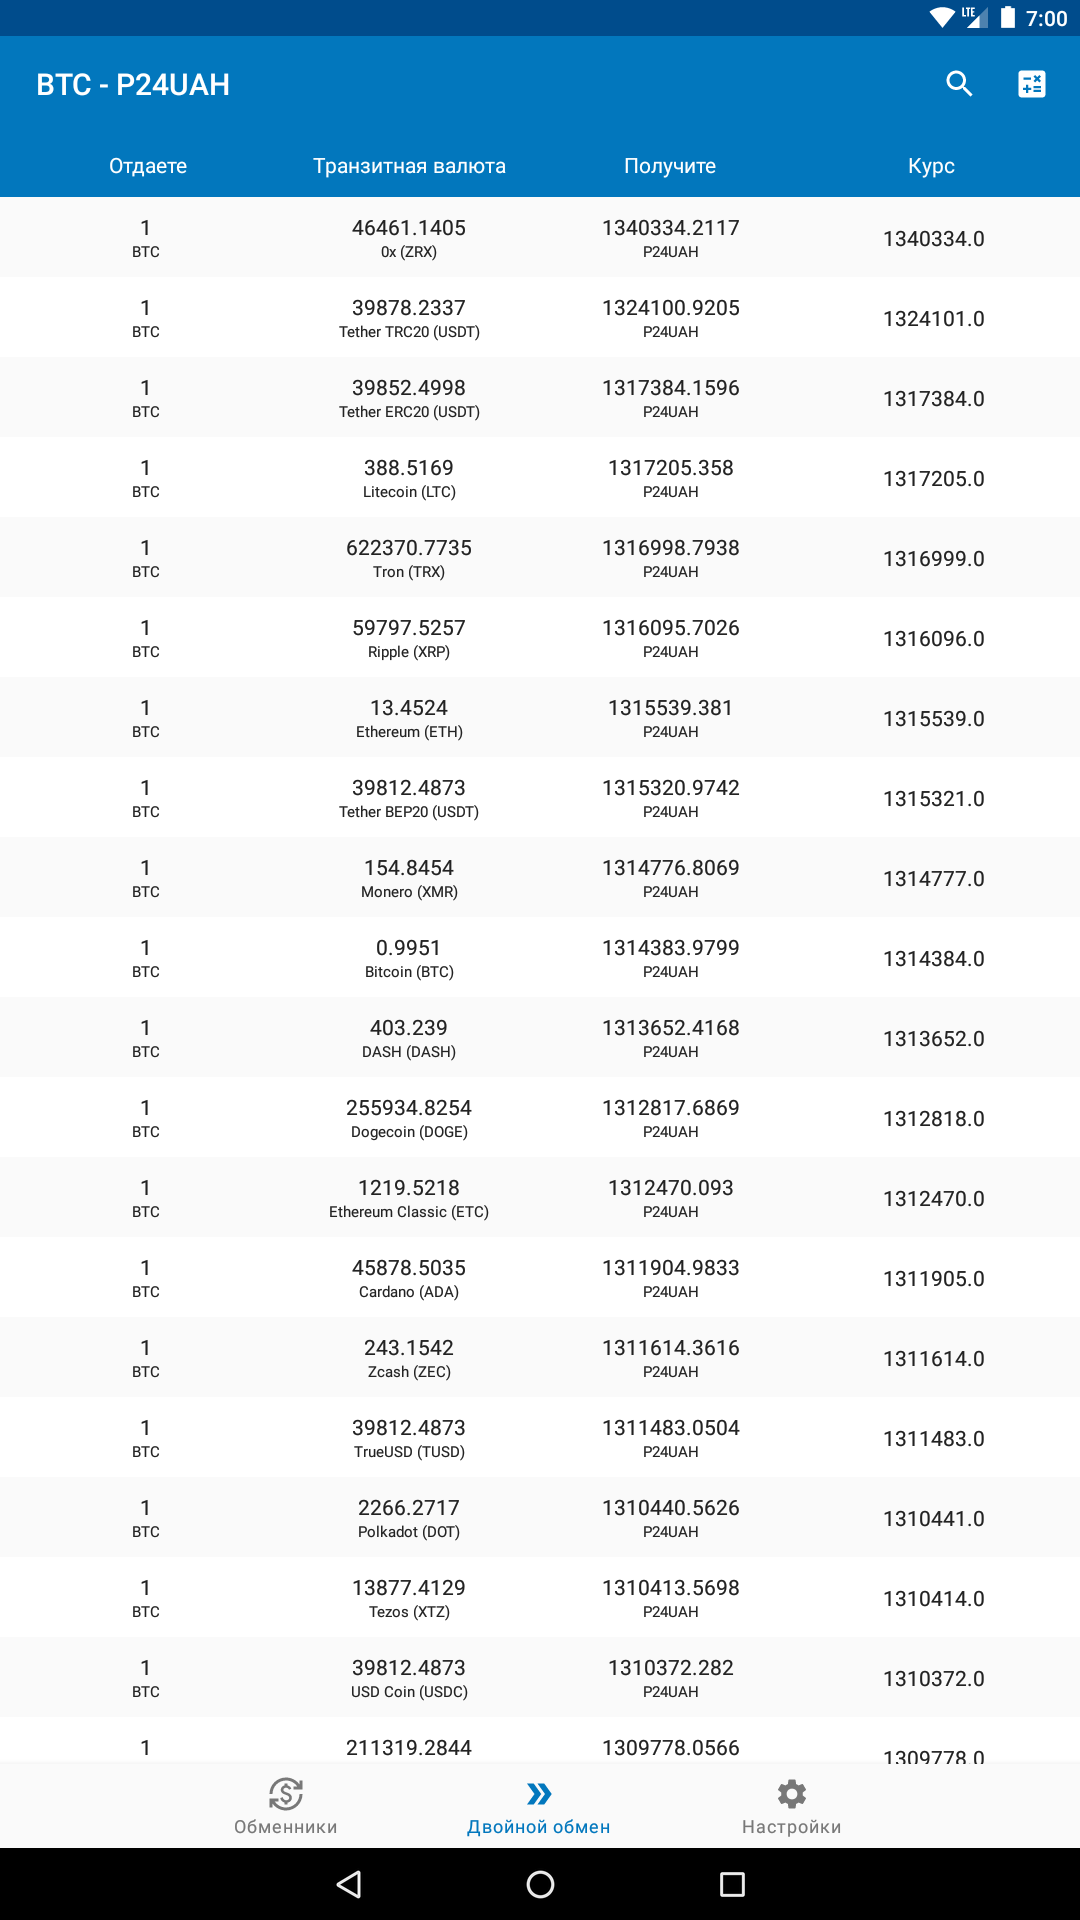 LTE 7:00
BTC - P24UAH
Отдаете Транзитная валюта Получите Курс
1 46461.1405 1340334.2117 1340334.0
BTC 0x (ZRX) P24UAH
1 39878.2337 1324100.9205 1324101.0
BTC Tether TRC20 (USDT) P24UAH
1 39852.4998 1317384.1596 1317384.0
BTC Tether ERC20 (USDT) P24UAH
1 388.5169 1317205.358 1317205.0
BTC Litecoin (LTC) P24UAH
1 622370.7735 1316998.7938 1316999.0
BTC Tron (TRX) P24UAH
1 59797.5257 1316095.7026 1316096.0
BTC Ripple (XRP) P24UAH
1 13.4524 1315539.381 1315539.0
BTC Ethereum (ETH) P24UAH
1 39812.4873 1315320.9742 1315321.0
BTC Tether BEP20 (USDT) P24UAH
1 154.8454 1314776.8069 1314777.0
BTC Monero (XMR) P24UAH
1 0.9951 1314383.9799 1314384.0
BTC Bitcoin (BTC) P24UAH
1 403.239 1313652.4168 1313652.0
BTC DASH (DASH) P24UAH
1 255934.8254 1312817.6869 1312818.0
BTC Dogecoin (DOGE) P24UAH
1 1219.5218 1312470.093 1312470.0
BTC Ethereum Classic (ETC) P24UAH
1 45878.5035 1311904.9833 1311905.0
BTC Cardano (ADA) P24UAH
1 243.1542 1311614.3616 1311614.0
BTC Zcash (ZEC) P24UAH
1 39812.4873 1311483.0504 1311483.0
BTC TrueUSD (TUSD) P24UAH
1 2266.2717 1310440.5626 1310441.0
BTC Polkadot (DOT) P24UAH
1 13877.4129 1310413.5698 1310414.0
BTC Tezos (XTZ) P24UAH
1 39812.4873 1310372.282 1310372.0
BTC USD Coin (USDC) P24UAH
1 211319.2844 1309778.0566 1309778.0
Обменники Двойной обмен Настройки